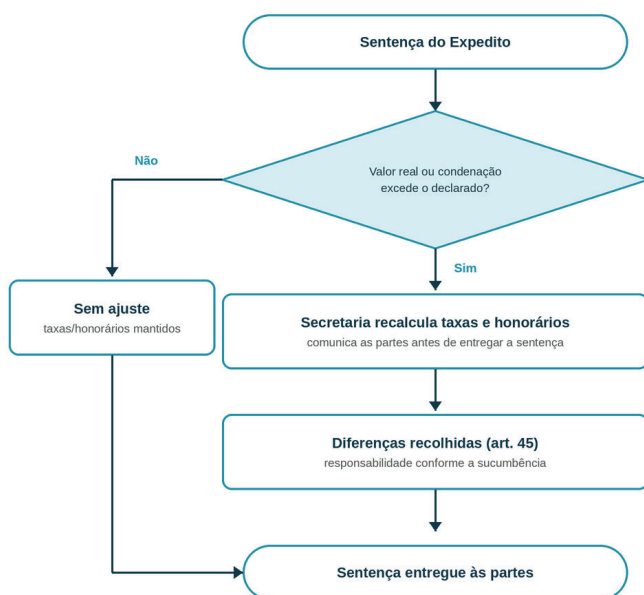 Sentença do Expedito
Valor real ou condenação
excede o declarado?
Não
Sim
Sem ajuste
taxas/honorários mantidos
Secretaria recalcula taxas e honorários
comunica as partes antes de entregar a sentença
Diferenças recolhidas (art. 45)
responsabilidade conforme a sucumbência
Sentença entregue às partes